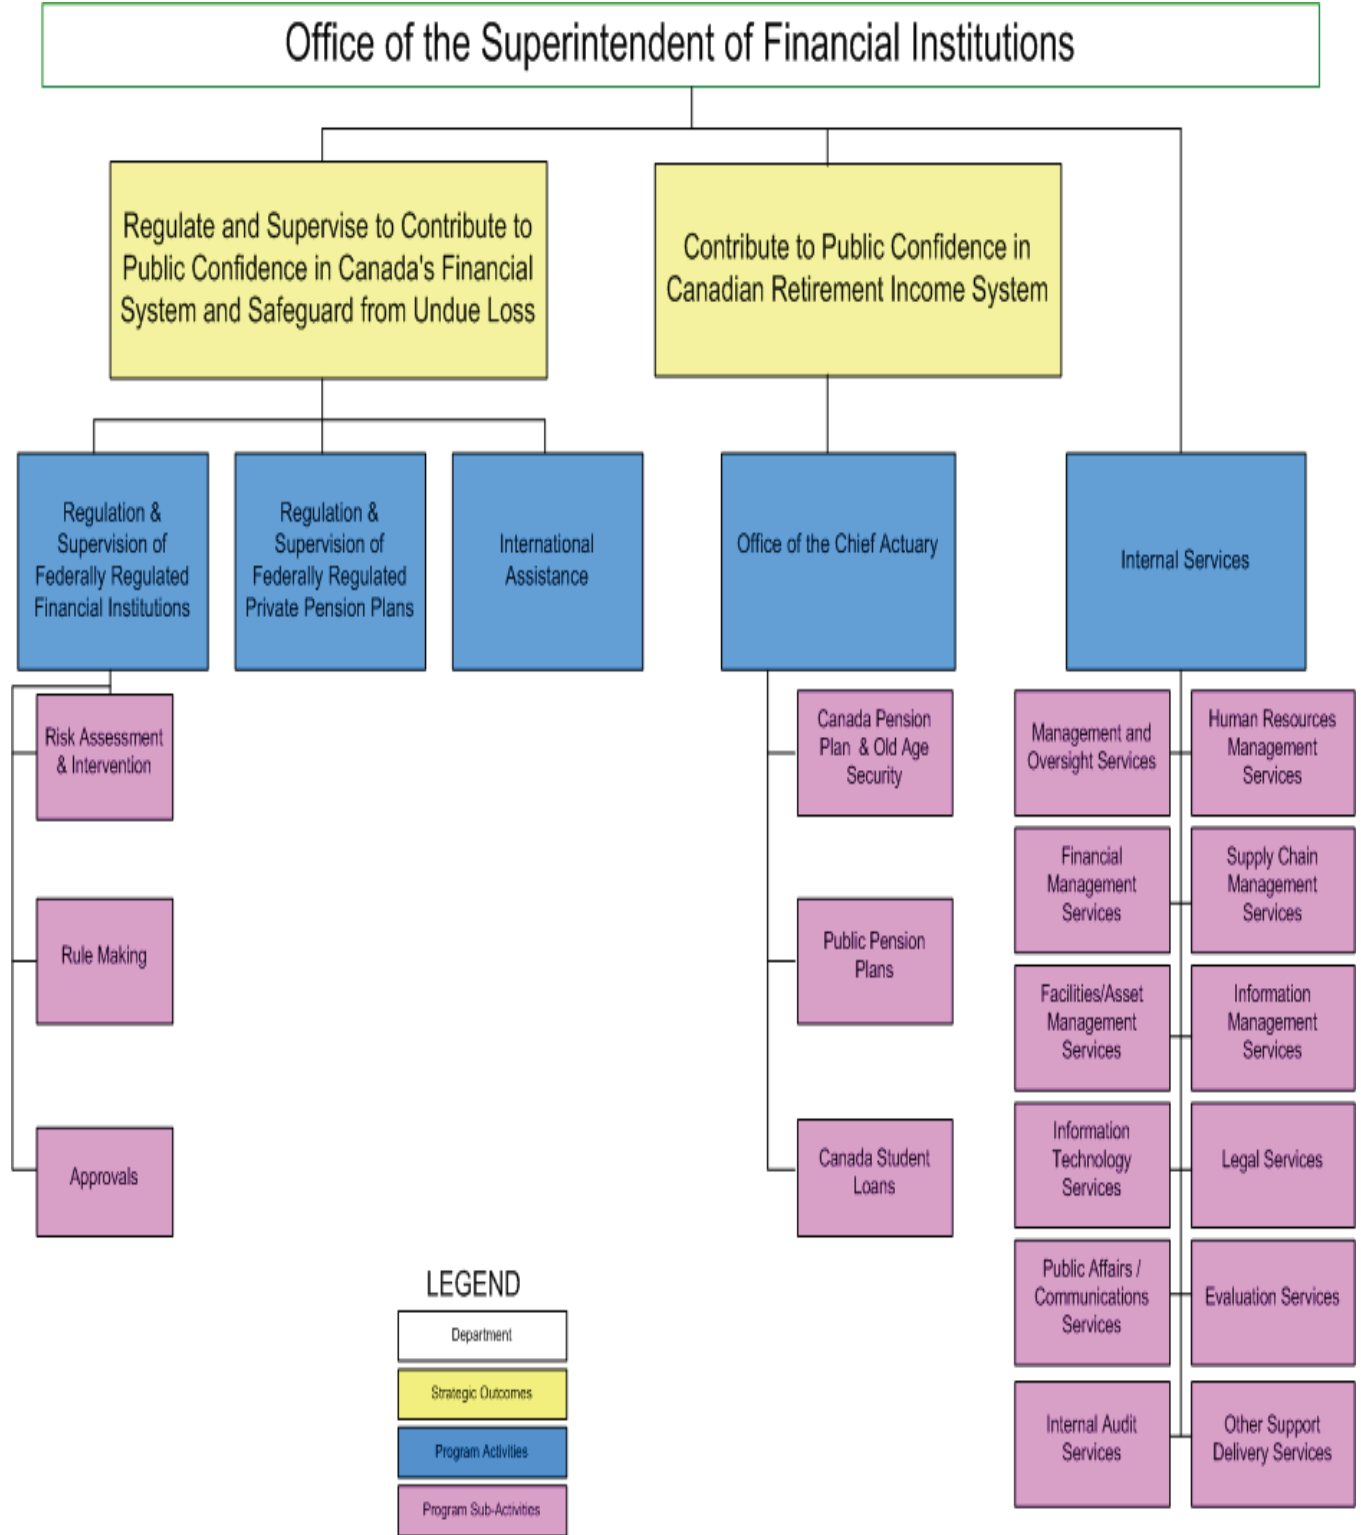 Office of the Superintendent of Financial Institutions
Regulate and Supervise to Contribute to
Public Confidence in Canada's Financial
System and Safeguard from Undue Loss
Contribute to Public Confidence in
Canadian Retirement Income System
Regulation &
Supervision of
Federally Regulated
Financial Institutions
Regulation &
Supervision of
Federally Regulated
Private Pension Plans
International
Assistance
Office of the Chief Actuary
Internal Services
Risk Assessment
& Intervention
Rule Making
Approvals
Canada Pension
Plan & Old Age
Security
Public Pension
Plans
Canada Student
Loans
Management and
Oversight Services
Human Resources
Management
Services
Financial
Management
Services
Supply Chain
Management
Services
Facilities/Asset
Management
Services
Information
Management
Services
Information
Technology
Services
Legal Services
Public Affairs /
Communications
Services
Evaluation Services
Internal Audit
Services
Other Support
Delivery Services
LEGEND
Department
Strategic Outcomes
Program Activities
Program Sub-Activities